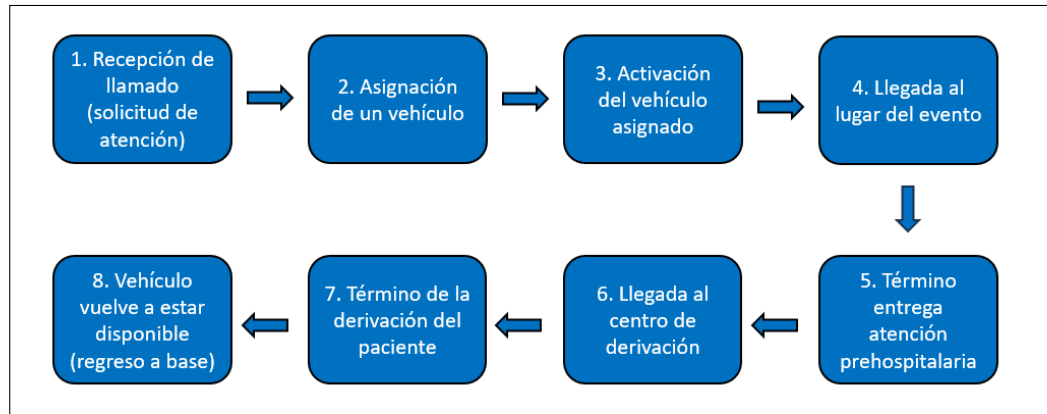 1. Recepción de
llamado
(solicitud de
atención)
2. Asignación
de un vehículo
3. Activación
del vehículo
asignado
4. Llegada al
lugar del evento
5. Término
entrega
atención
prehospitalaria
6. Llegada al
centro de
derivación
7. Término de la
derivación del
paciente
8. Vehículo
vuelve a estar
disponible
(regreso a base)